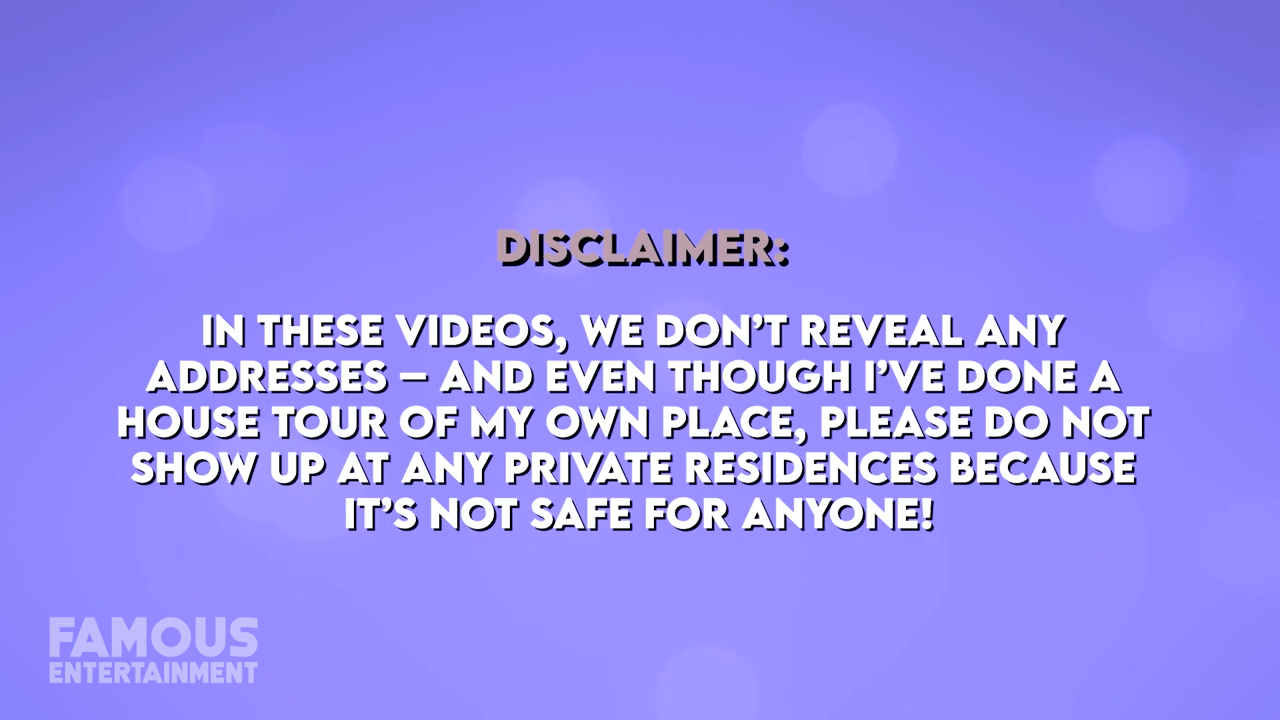 DISCLAIMER:
IN THESE VIDEOS, WE DON'T REVEAL ANY
ADDRESSES – AND EVEN THOUGH I'VE DONE A
HOUSE TOUR OF MY OWN PLACE, PLEASE DO NOT
SHOW UP AT ANY PRIVATE RESIDENCES BECAUSE
IT'S NOT SAFE FOR ANYONE!
FAMOUS
ENTERTAINMENT